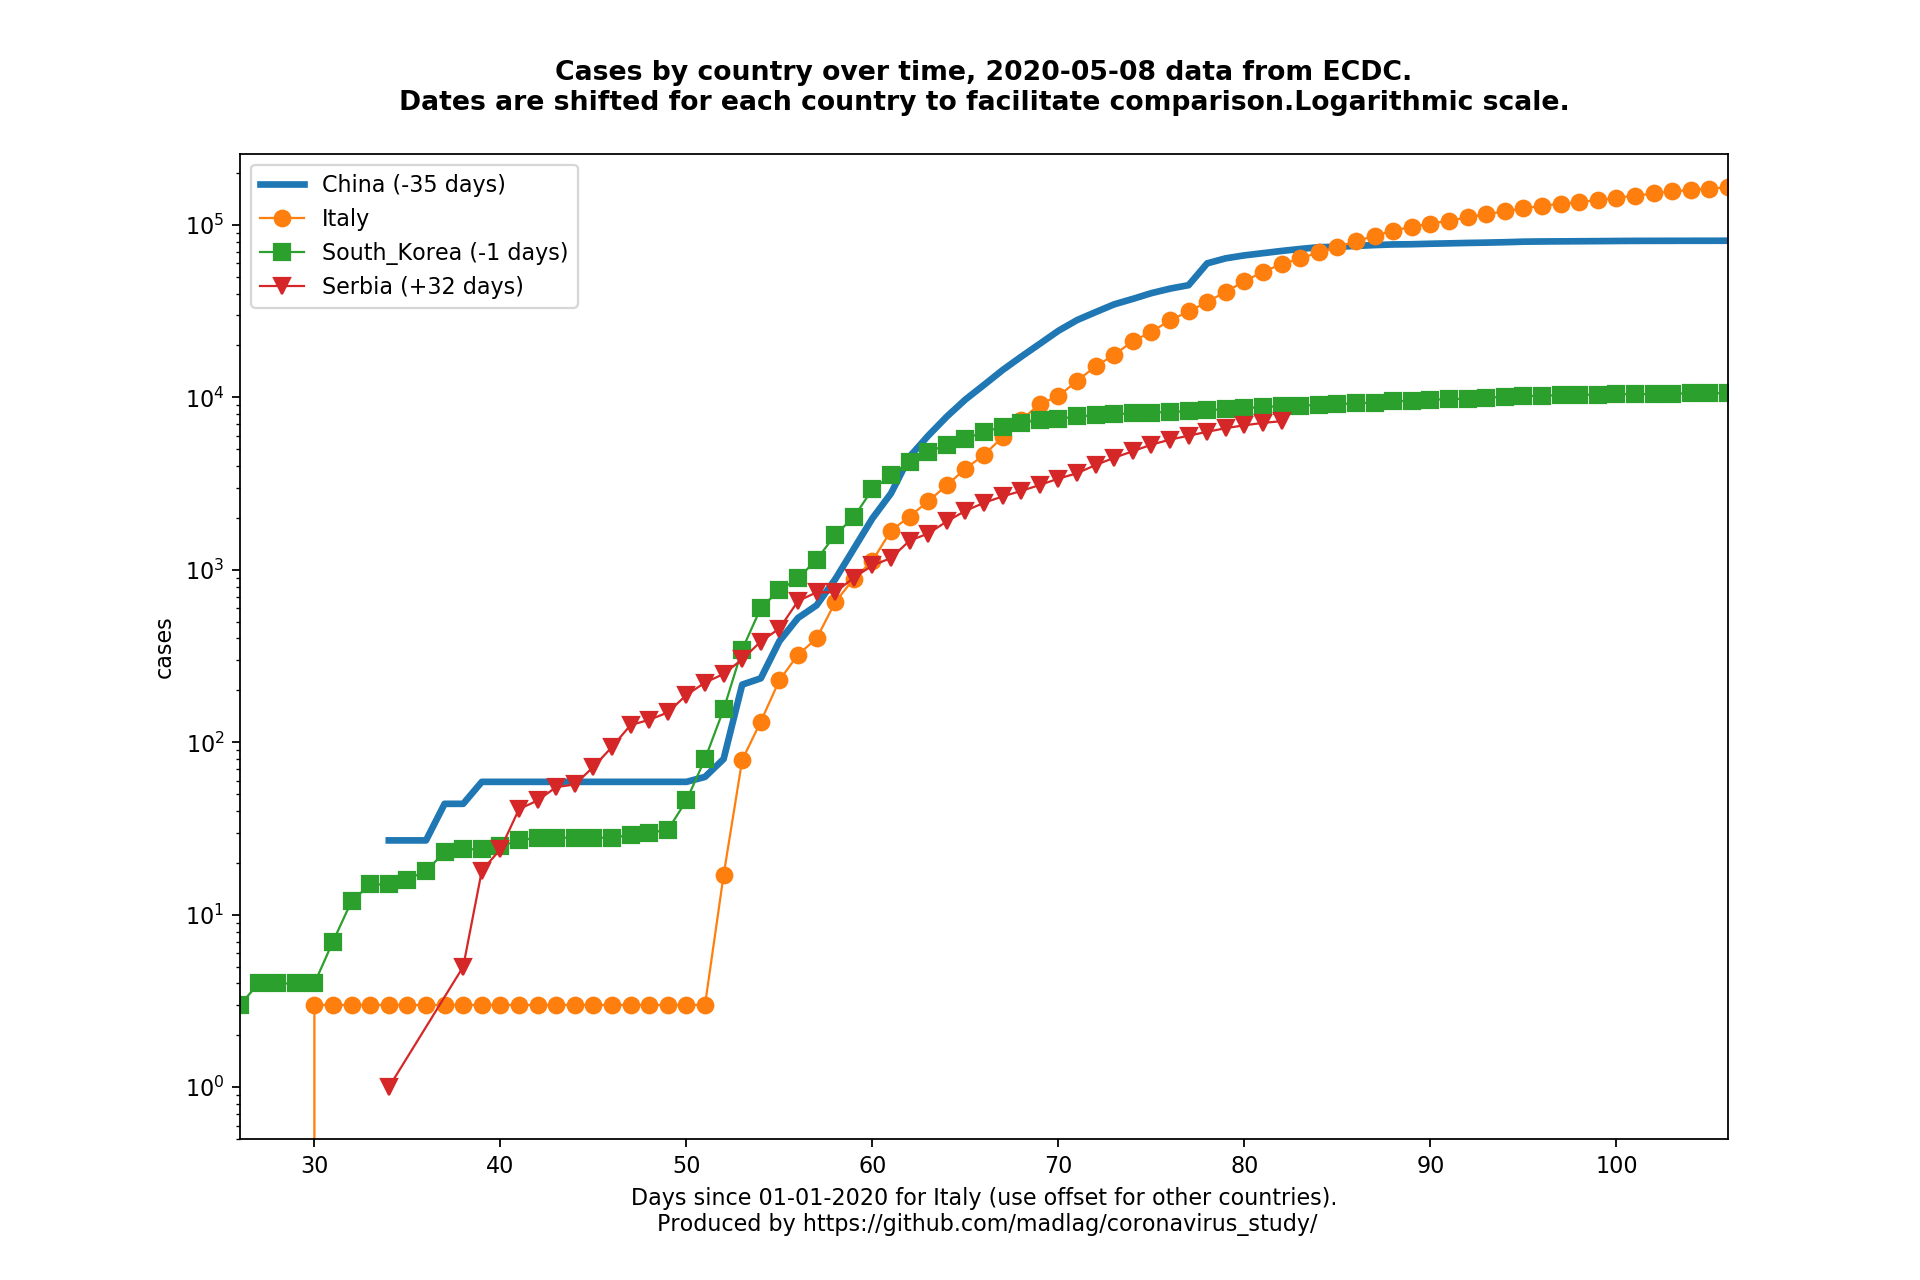 Cases by country over time, 2020-05-08 data from ECDC.
Dates are shifted for each country to facilitate comparison.Logarithmic scale.
China (-35 days)
Italy
South_Korea (-1 days)
Serbia (+32 days)
10^5
10^4
10^3
10^2
10^1
10^0
cases
30 40 50 60 70 80 90 100
Days since 01-01-2020 for Italy (use offset for other countries).
Produced by https://github.com/madlag/coronavirus_study/